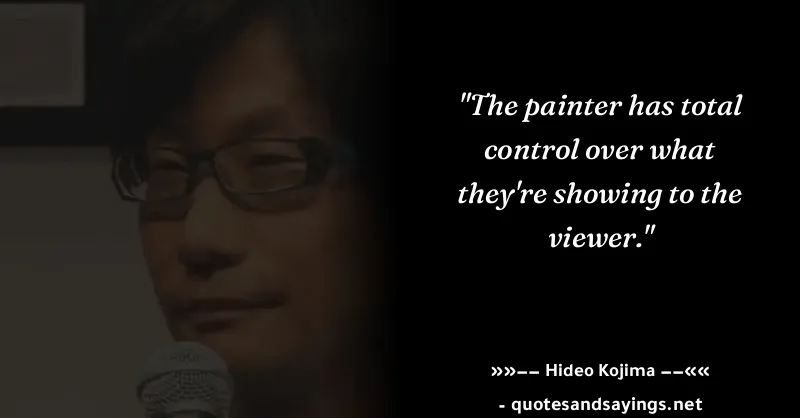 "The painter has total
control over what
they're showing to the
viewer."
»»−− Hideo Kojima −−««
- quotesandsayings.net